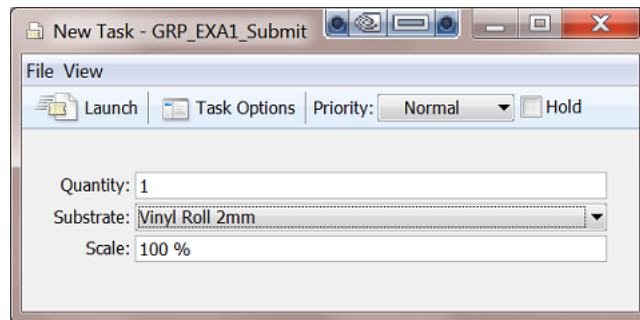 New Task - GRP_EXA1_Submit
File View
Launch Task Options Priority: Normal Hold
Quantity: 1
Substrate: Vinyl Roll 2mm
Scale: 100 %